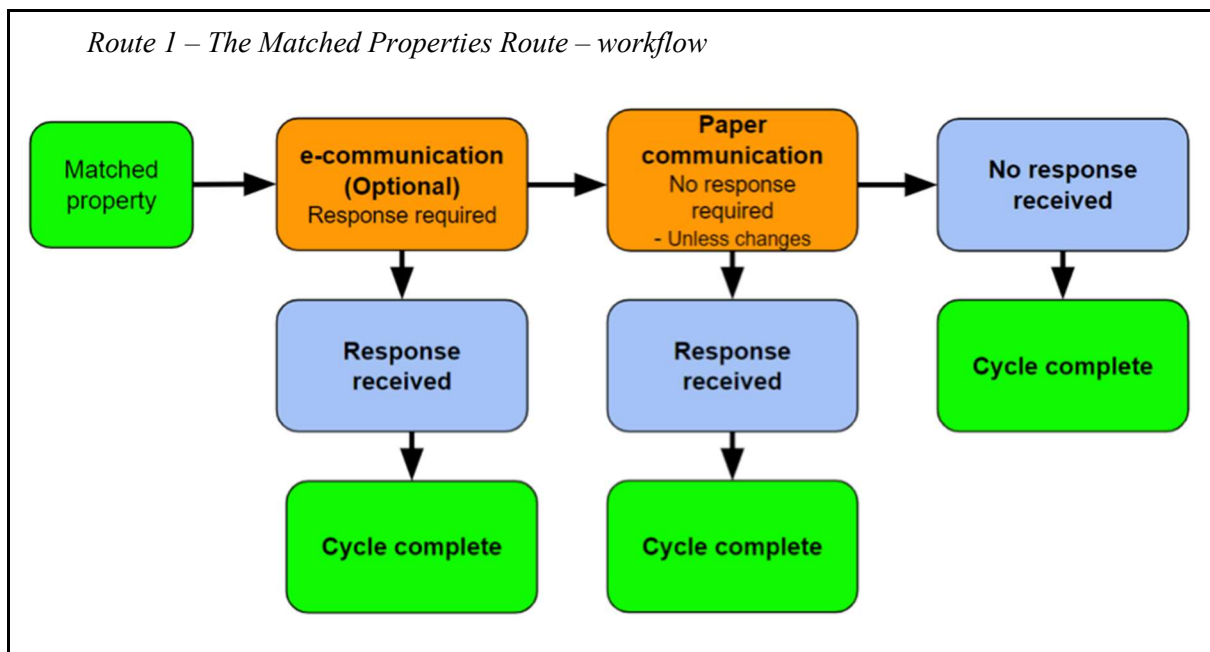 Route 1 – The Matched Properties Route – workflow
Matched
property
e-communication
(Optional)
Response required
Paper
communication
No response
required
- Unless changes
No response
received
Response
received
Response
received
Cycle complete
Cycle complete
Cycle complete